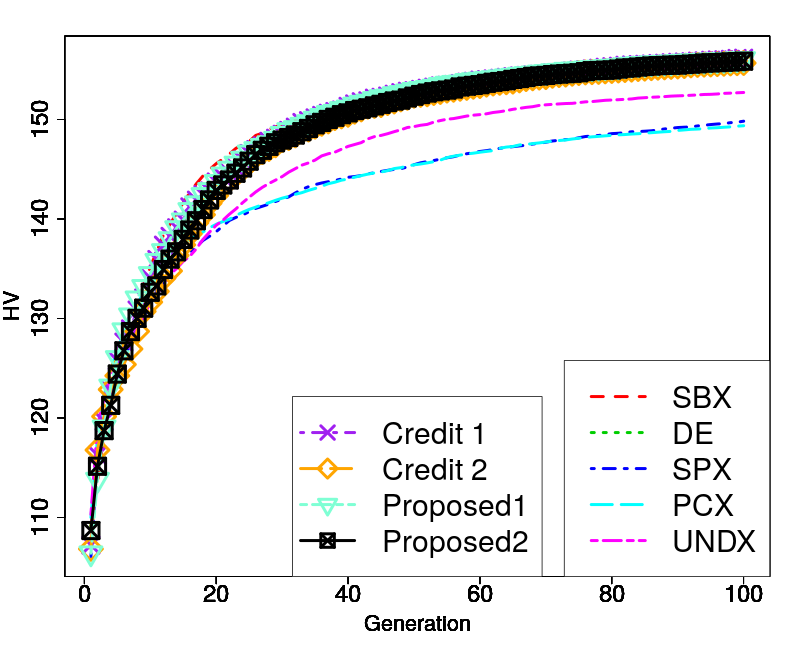 150
140
130
120
110
HV
Credit 1
Credit 2
Proposed1
Proposed2
SBX
DE
SPX
PCX
UNDX
0 20 40 60 80 100
Generation